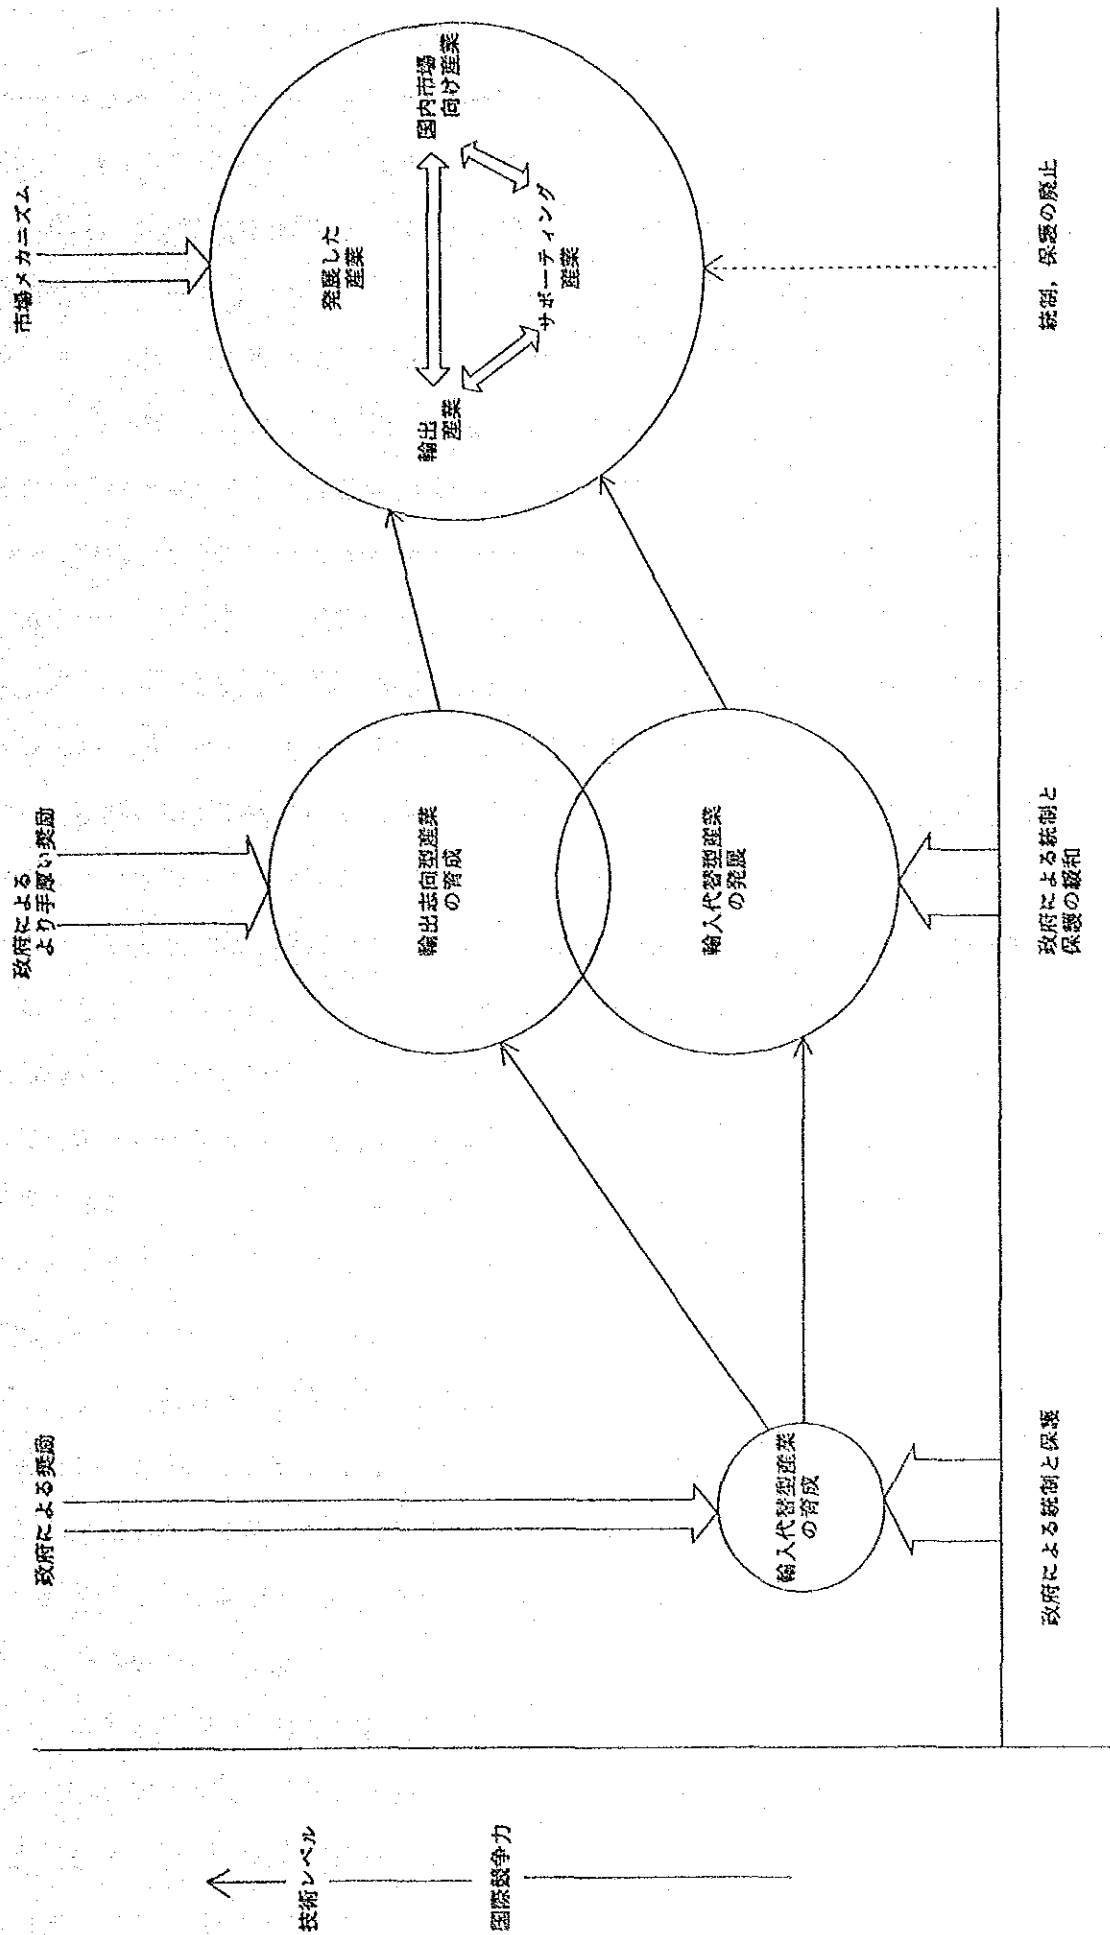 政府による奨励
政府による
より手厚い奨励
市場メカニズム
技術レベル
国際競争力
輸入代替型産業
の育成
輸出志向型産業
の育成
輸入代替型産業
の発展
発展した
産業
輸出
産業
国内市場
向け産業
サポーティング
産業
政府による統制と保護
政府による統制と
保護の緩和
統制，保護の廃止